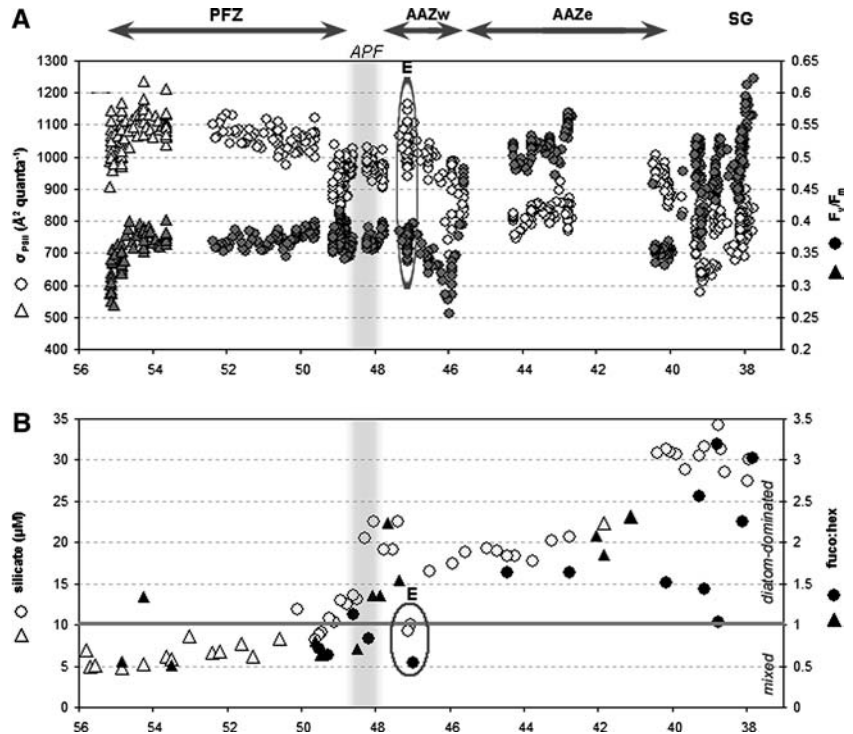 A
PFZ
AAZw
AAZe
SG
APF
E
1300
1200
1100
1000
900
800
700
600
500
400
σPSII (Å² quanta⁻¹)
0.65
0.6
0.55
0.5
0.45
0.4
0.35
0.3
0.25
0.2
Fv/Fm
56 54 52 50 48 46 44 42 40 38
B
35
30
25
20
15
10
5
0
silicate (µM)
E
diatom-dominated
mixed
3.5
3
2.5
2
1.5
1
0.5
0
fuco:hex
56 54 52 50 48 46 44 42 40 38